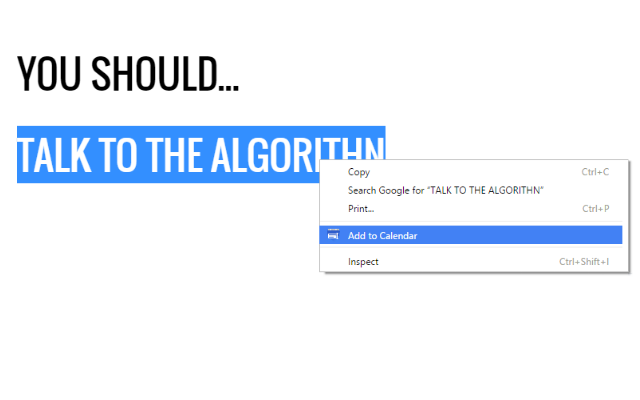 YOU SHOULD...
TALK TO THE ALGORITHN
Copy Ctrl+C
Search Google for “TALK TO THE ALGORITHN”
Print... Ctrl+P
Add to Calendar
Inspect Ctrl+Shift+I